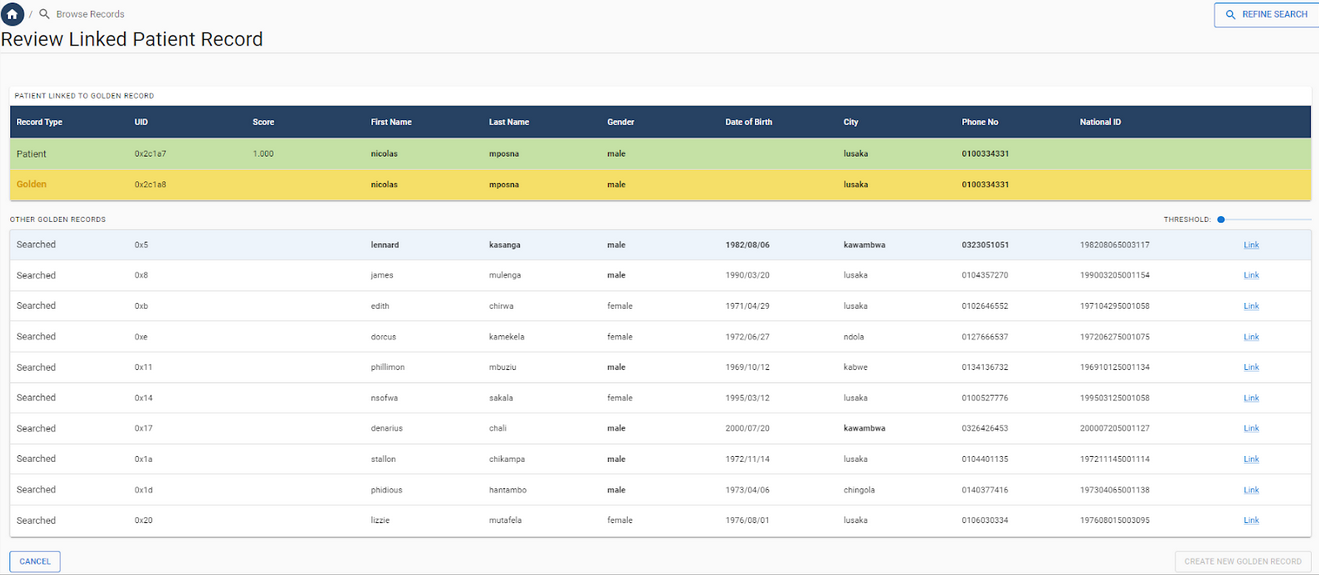 / Browse Records
REFINE SEARCH
Review Linked Patient Record
PATIENT LINKED TO GOLDEN RECORD
Record Type UID Score First Name Last Name Gender Date of Birth City Phone No National ID
Patient 0x2c1a7 1.000 nicolas mposna male lusaka 0100334331
Golden 0x2c1a8 nicolas mposna male lusaka 0100334331
OTHER GOLDEN RECORDS THRESHOLD:
Searched 0x5 lennard kasanga male 1982/08/06 kawambwa 0323051051 198208065003117 Link
Searched 0x8 james mulenga male 1990/03/20 lusaka 0104357270 199003205001154 Link
Searched 0xb edith chirwa female 1971/04/29 lusaka 0102646552 197104295001058 Link
Searched 0xe dorcus kamekela female 1972/06/27 ndola 0127666537 197206275001075 Link
Searched 0x11 phillimon mbuziu male 1969/10/12 kabwe 0134136732 196910125001134 Link
Searched 0x14 nsofwa sakala female 1995/03/12 lusaka 0100527776 199503125001058 Link
Searched 0x17 denarius chali male 2000/07/20 kawambwa 0326426453 200007205001127 Link
Searched 0x1a stallon chikampa male 1972/11/14 lusaka 0104401135 197211145001114 Link
Searched 0x1d phidious hantambo male 1973/04/06 chingola 0140377416 197304065001138 Link
Searched 0x20 lizzie mutafela female 1976/08/01 lusaka 0106030334 197608015003095 Link
CANCEL
CREATE NEW GOLDEN RECORD